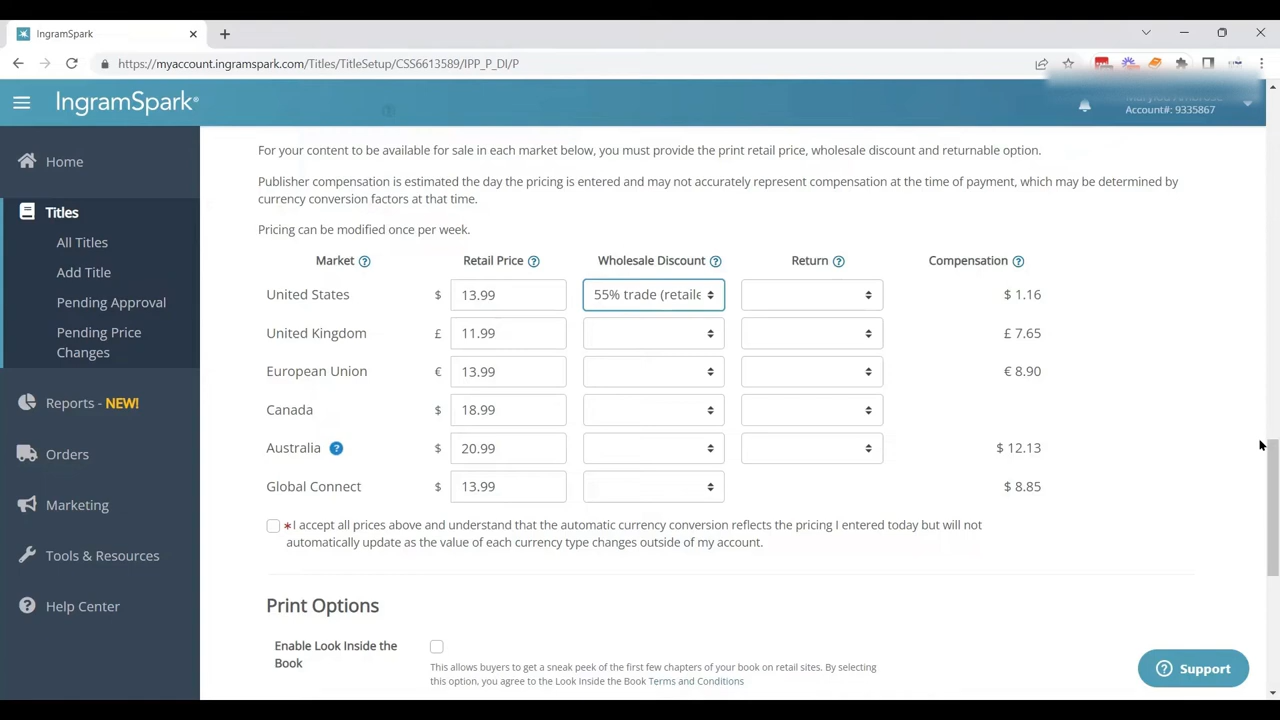 IngramSpark
https://myaccount.ingramspark.com/Titles/TitleSetup/CSS6613589/IPP_P_DI/P
IngramSpark®
Account#: 9335867
Home
Titles
All Titles
Add Title
Pending Approval
Pending Price
Changes
Reports - NEW!
Orders
Marketing
Tools & Resources
Help Center
For your content to be available for sale in each market below, you must provide the print retail price, wholesale discount and returnable option.
Publisher compensation is estimated the day the pricing is entered and may not accurately represent compensation at the time of payment, which may be determined by
currency conversion factors at that time.
Pricing can be modified once per week.
Market ? Retail Price ? Wholesale Discount ? Return ? Compensation ?
United States $ 13.99 55% trade (retaile $ 1.16
United Kingdom £ 11.99 £ 7.65
European Union € 13.99 € 8.90
Canada $ 18.99
Australia ? $ 20.99 $ 12.13
Global Connect $ 13.99 $ 8.85
*I accept all prices above and understand that the automatic currency conversion reflects the pricing I entered today but will not
automatically update as the value of each currency type changes outside of my account.
Print Options
Enable Look Inside the
Book
This allows buyers to get a sneak peek of the first few chapters of your book on retail sites. By selecting
this option, you agree to the Look Inside the Book Terms and Conditions
? Support